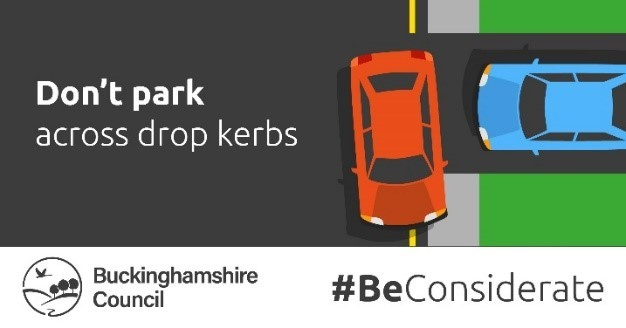 Don't park
across drop kerbs
Buckinghamshire
Council
#BeConsiderate